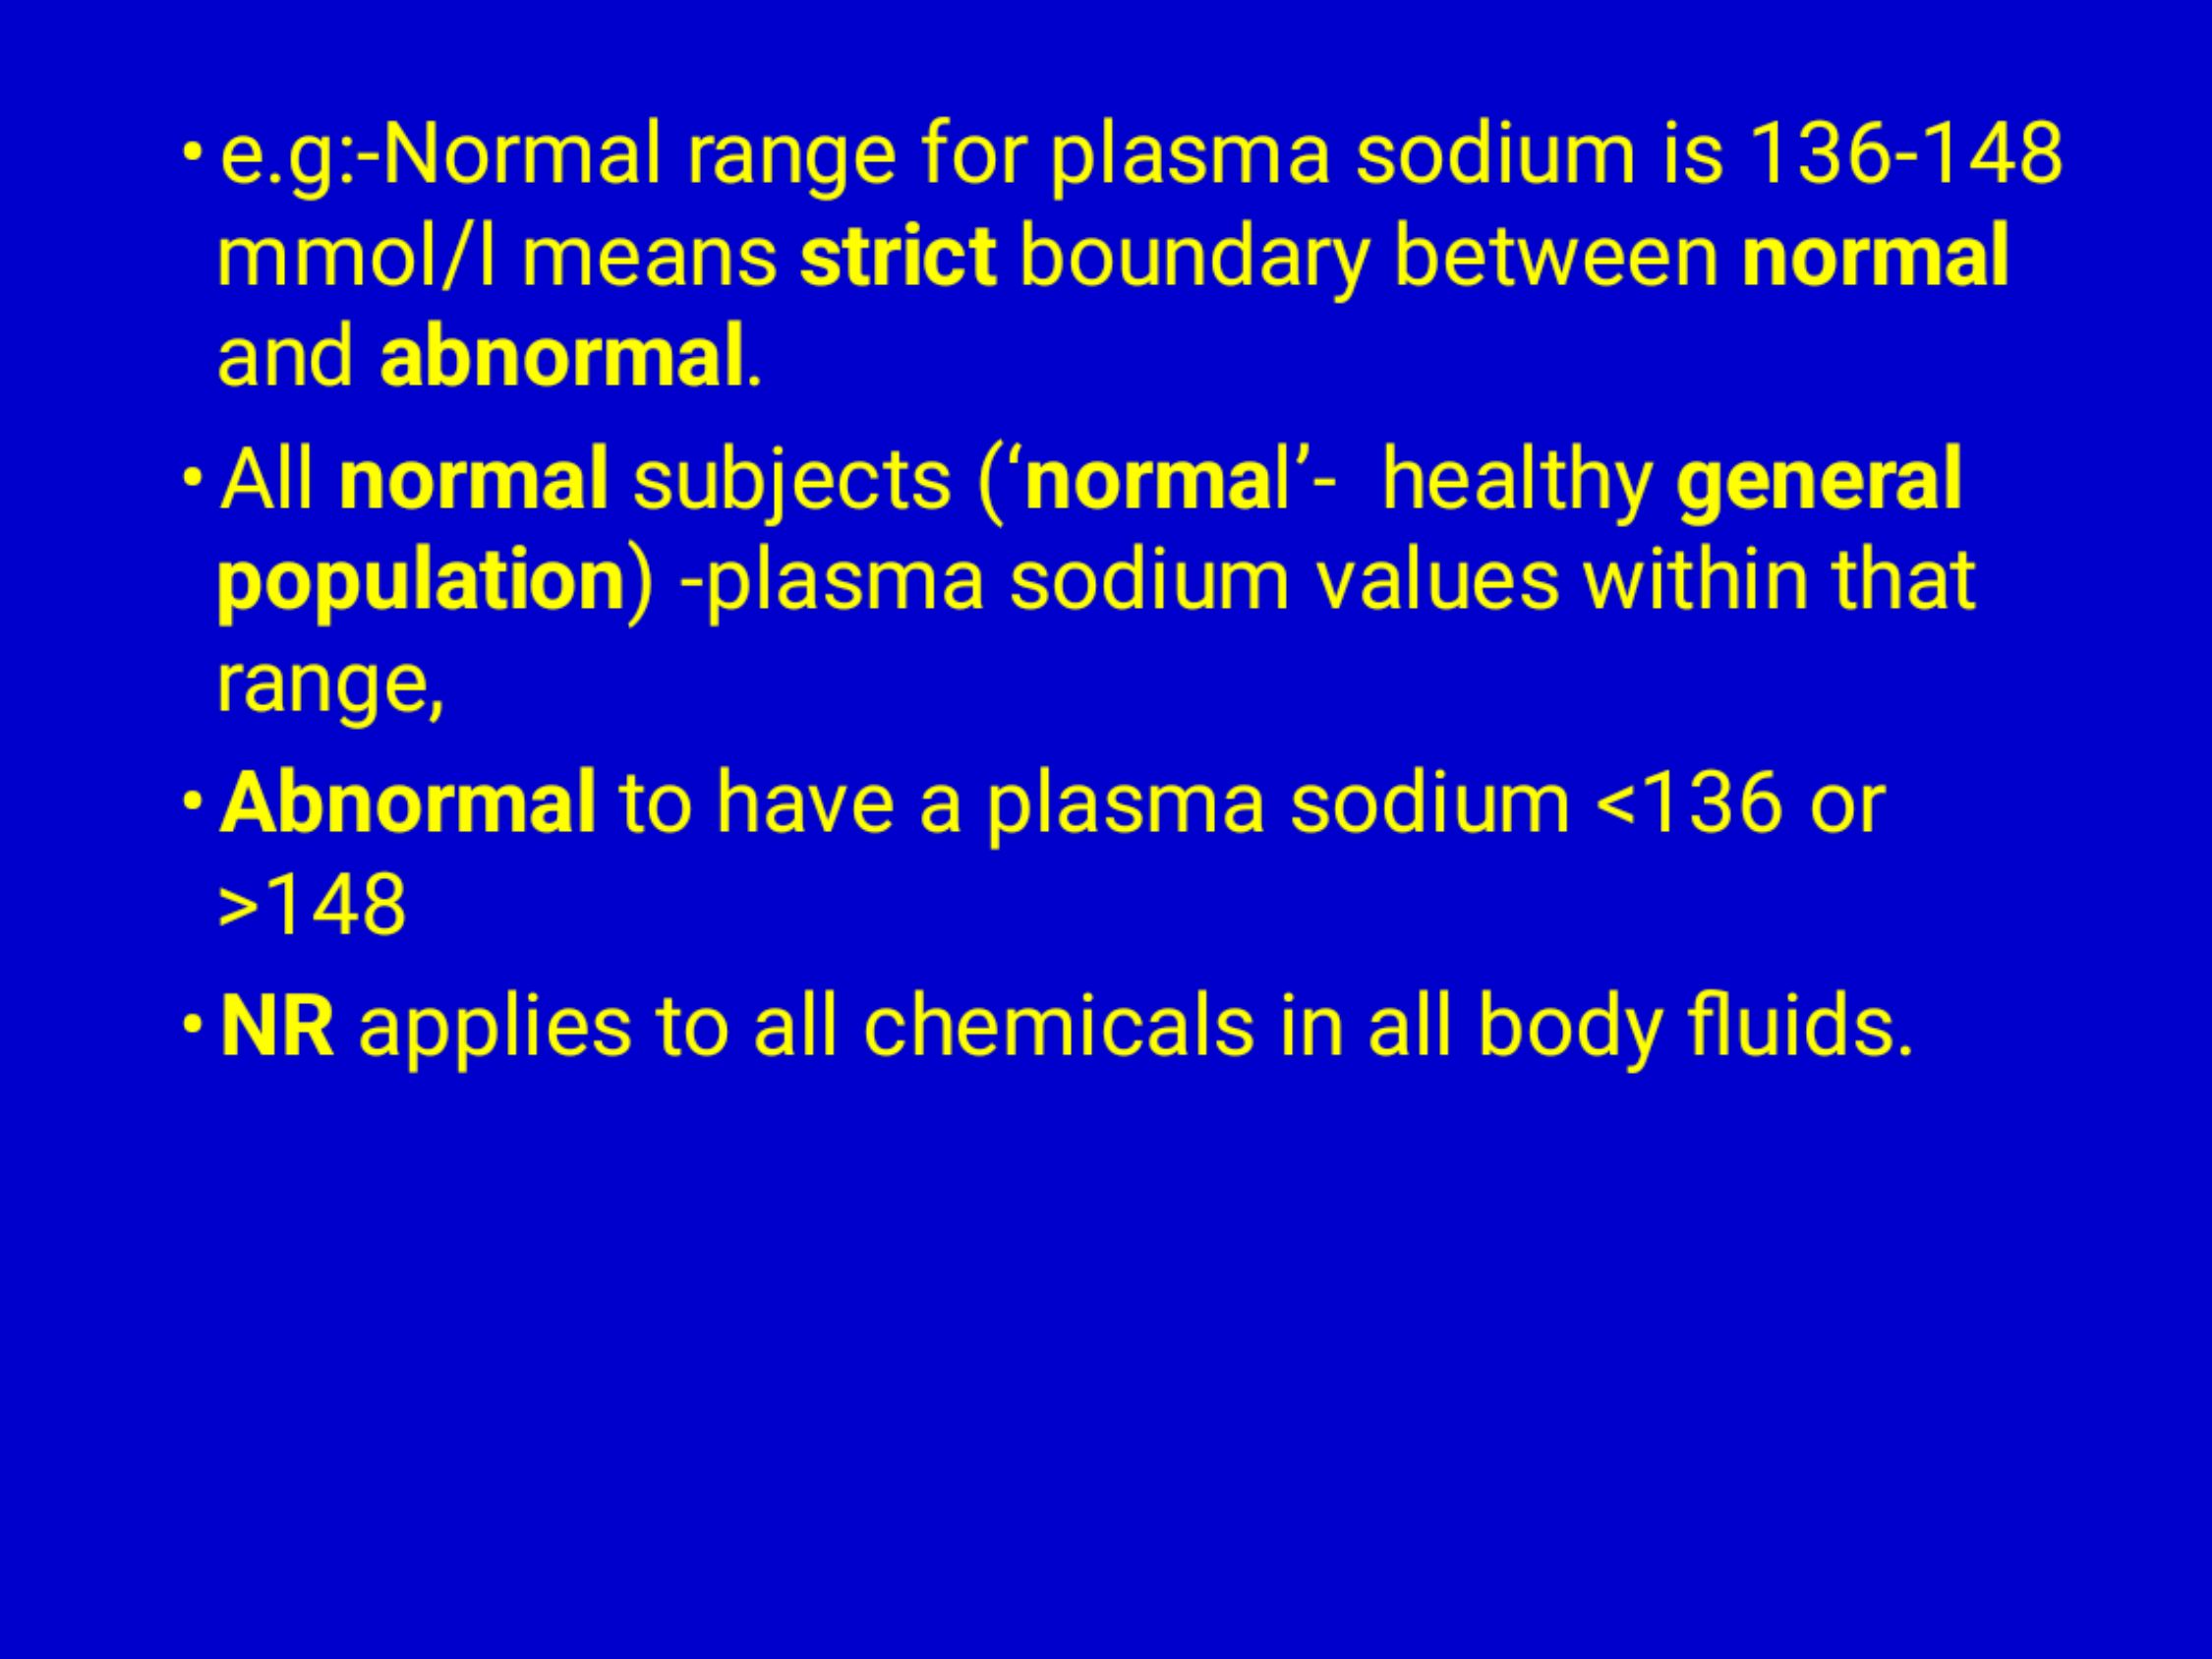 • e.g:-Normal range for plasma sodium is 136-148
mmol/l means strict boundary between normal
and abnormal.
• All normal subjects (‘normal’-  healthy general
population) -plasma sodium values within that
range,
• Abnormal to have a plasma sodium <136 or
>148
• NR applies to all chemicals in all body fluids.